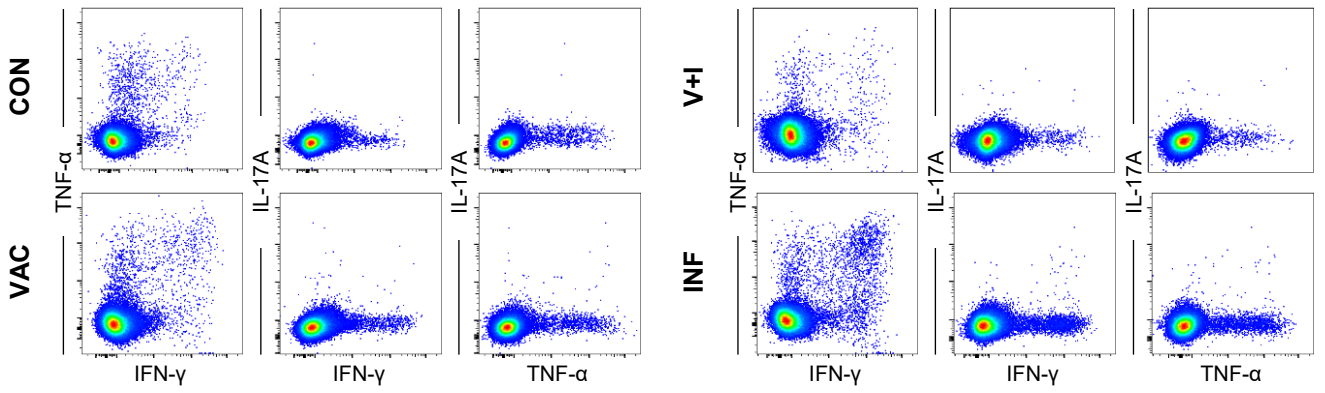 CON
TNF-α
IL-17A
IL-17A
VAC
IFN-γ
IFN-γ
TNF-α
V+I
TNF-α
IL-17A
IL-17A
INF
IFN-γ
IFN-γ
TNF-α